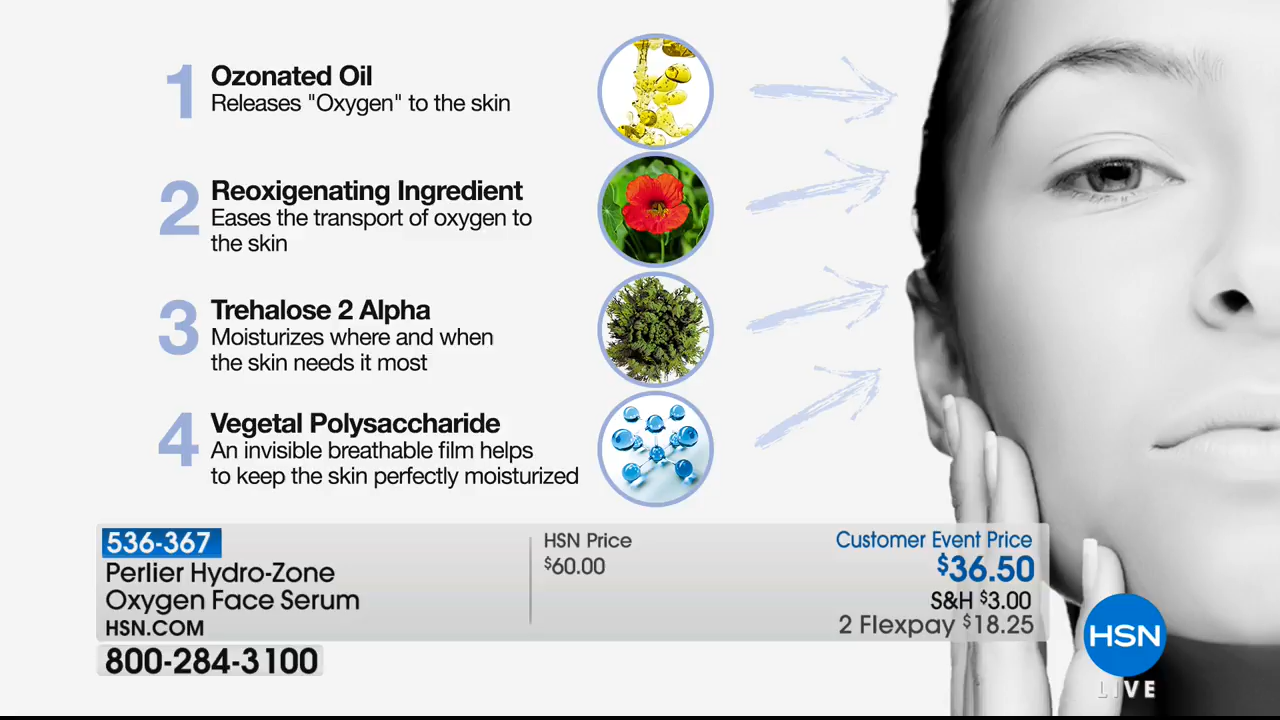 1 Ozonated Oil
Releases "Oxygen" to the skin
2 Reoxigenating Ingredient
Eases the transport of oxygen to
the skin
3 Trehalose 2 Alpha
Moisturizes where and when
the skin needs it most
4 Vegetal Polysaccharide
An invisible breathable film helps
to keep the skin perfectly moisturized
536-367
Perlier Hydro-Zone
Oxygen Face Serum
HSN.COM
800-284-3100
HSN Price
$60.00
Customer Event Price
$36.50
S&H $3.00
2 Flexpay $18.25
HSN
LIVE